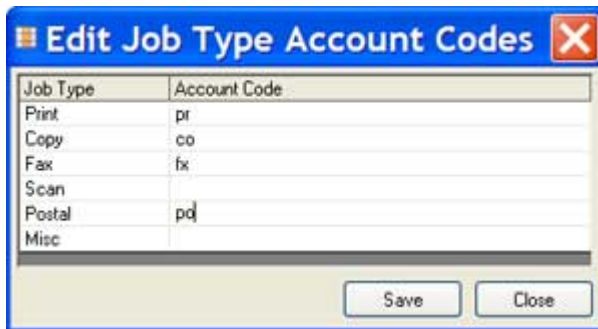 Edit Job Type Account Codes
Job Type Account Code
Print pr
Copy co
Fax fx
Scan
Postal po
Misc
Save Close